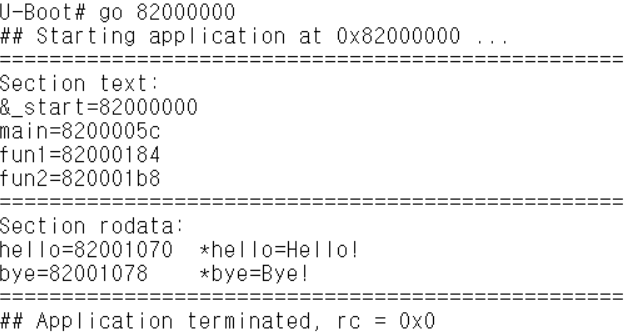 U-Boot# go 82000000
## Starting application at 0x82000000 ...
==================================================
Section text:
&_start=82000000
main=8200005c
fun1=82000184
fun2=820001b8
==================================================
Section rodata:
hello=82001070  *hello=Hello!
bye=82001078    *bye=Bye!
==================================================
## Application terminated, rc = 0x0